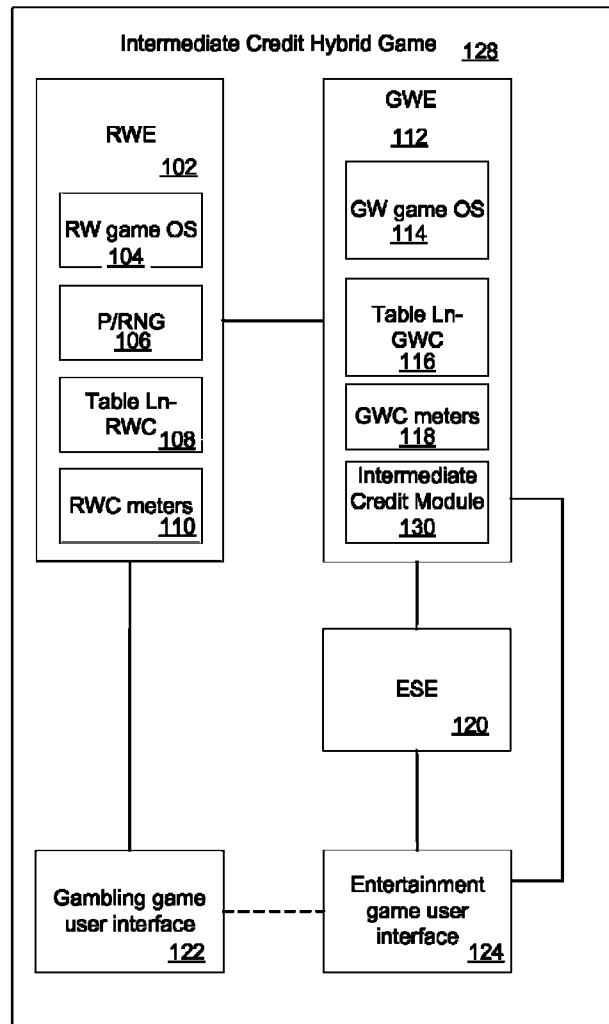 Intermediate Credit Hybrid Game 128
RWE
102
RW game OS
104
P/RNG
106
Table Ln-
RWC
108
RWC meters
110
GWE
112
GW game OS
114
Table Ln-
GWC
116
GWC meters
118
Intermediate
Credit Module
130
ESE
120
Gambling game
user interface
122
Entertainment
game user
interface
124